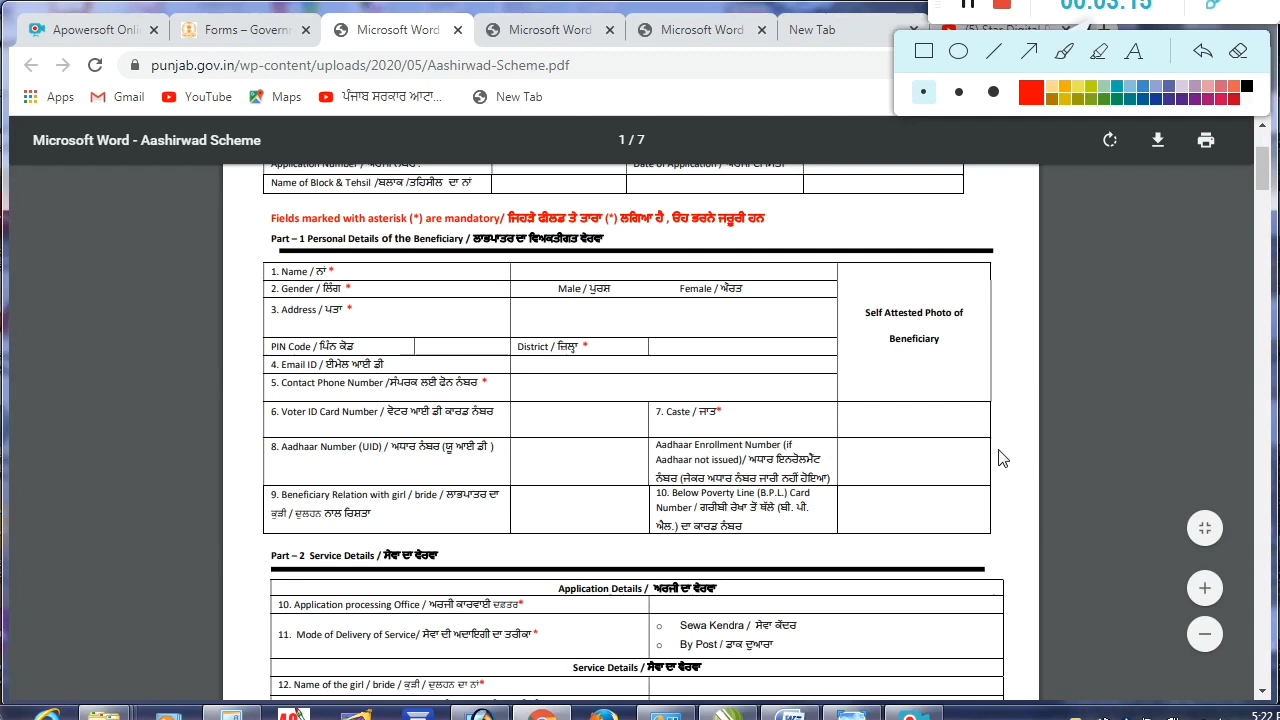 00:03:15
Apowersoft Onli
Forms | Govern
Microsoft Word
Microsoft Word
Microsoft Word
New Tab
punjab.gov.in/wp-content/uploads/2020/05/Aashirwad-Scheme.pdf
Apps
Gmail
YouTube
Maps
ਪੰਜਾਬ ਸਰਕਾਰ ਆਟਾ...
New Tab
A
Microsoft Word - Aashirwad Scheme
1 / 7
Name of Block & Tehsil /ਬਲਾਕ /ਤਹਿਸੀਲ ਦਾ ਨਾਂ
Fields marked with asterisk (*) are mandatory/ ਜਿਹੜੇ ਫੀਲਡ ਤੇ ਤਾਰਾ (*) ਲਗਿਆ ਹੈ , ਉਹ ਭਰਨੇ ਜਰੂਰੀ ਹਨ
Part – 1 Personal Details of the Beneficiary / ਲਾਭਪਾਤਰ ਦਾ ਵਿਅਕਤੀਗਤ ਵੇਰਵਾ
1. Name / ਨਾਂ *
2. Gender / ਲਿੰਗ *
Male / ਪੁਰਸ਼
Female / ਔਰਤ
3. Address / ਪਤਾ *
Self Attested Photo of
Beneficiary
PIN Code / ਪਿੰਨ ਕੋਡ
District / ਜ਼ਿਲ੍ਹਾ *
4. Email ID / ਈਮੇਲ ਆਈ ਡੀ
5. Contact Phone Number /ਸੰਪਰਕ ਲਈ ਫੋਨ ਨੰਬਰ *
6. Voter ID Card Number / ਵੋਟਰ ਆਈ ਡੀ ਕਾਰਡ ਨੰਬਰ
7. Caste / ਜਾਤ*
8. Aadhaar Number (UID) / ਅਧਾਰ ਨੰਬਰ (ਯੂ ਆਈ ਡੀ )
Aadhaar Enrollment Number (if
Aadhaar not issued)/ ਅਧਾਰ ਇਨਰੋਲਮੈਂਟ
ਨੰਬਰ (ਜੇਕਰ ਅਧਾਰ ਨੰਬਰ ਜਾਰੀ ਨਹੀਂ ਹੋਇਆ)
9. Beneficiary Relation with girl / bride / ਲਾਭਪਾਤਰ ਦਾ
ਕੁੜੀ / ਦੁਲਹਨ ਨਾਲ ਰਿਸ਼ਤਾ
10. Below Poverty Line (B.P.L.) Card
Number / ਗਰੀਬੀ ਰੇਖਾ ਤੋਂ ਥੱਲੇ (ਬੀ. ਪੀ.
ਐਲ.) ਦਾ ਕਾਰਡ ਨੰਬਰ
Part – 2 Service Details / ਸੇਵਾ ਦਾ ਵੇਰਵਾ
Application Details / ਅਰਜੀ ਦਾ ਵੇਰਵਾ
10. Application processing Office / ਅਰਜੀ ਕਾਰਵਾਈ ਦਫ਼ਤਰ*
11. Mode of Delivery of Service/ ਸੇਵਾ ਦੀ ਅਦਾਇਗੀ ਦਾ ਤਰੀਕਾ *
Sewa Kendra / ਸੇਵਾ ਕੇਂਦਰ
By Post / ਡਾਕ ਦੁਆਰਾ
Service Details / ਸੇਵਾ ਦਾ ਵੇਰਵਾ
12. Name of the girl / bride / ਕੁੜੀ / ਦੁਲਹਨ ਦਾ ਨਾਂ*
5:22